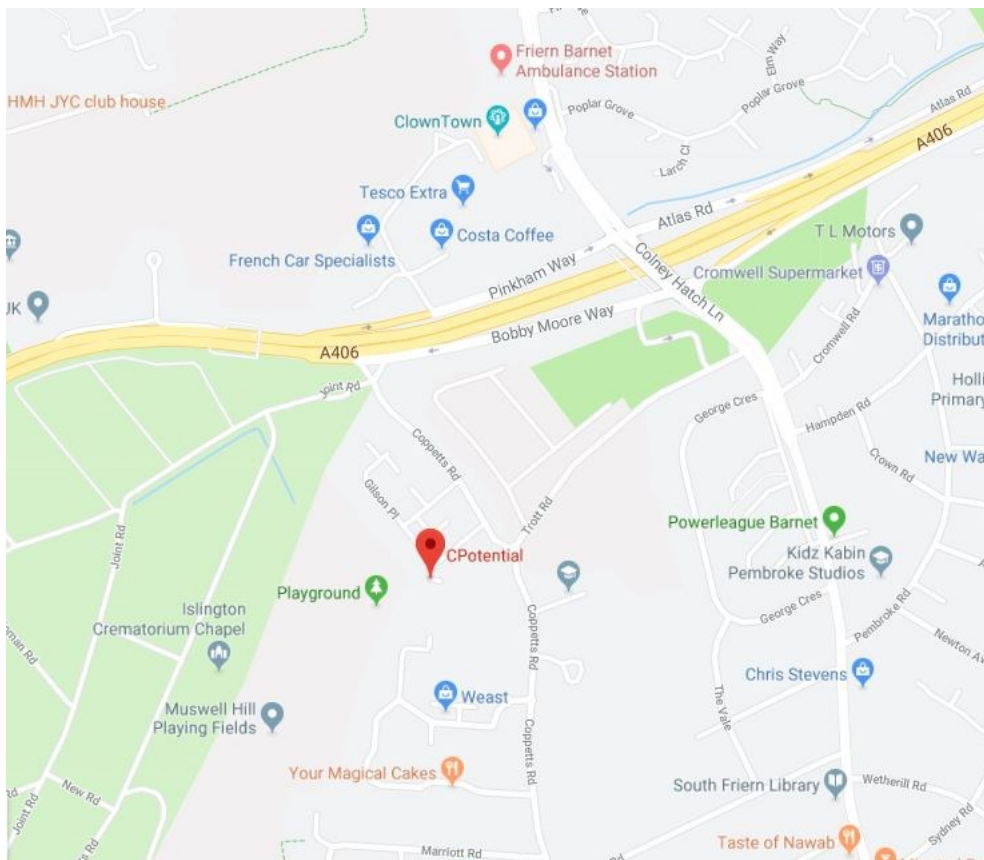 Friern Barnet
Ambulance Station
Elm Way
HMH JYC club house
Poplar Grove
Poplar Grove
Atlas Rd
ClownTown
A406
Larch Cl
Tesco Extra
Atlas Rd
Costa Coffee
T L Motors
French Car Specialists
Pinkham Way
Colney Hatch Ln
Cromwell Supermarket
JK
Bobby Moore Way
Cromwell Rd
Maratho
Distribut
A406
Joint Rd
Holli
Primary
George Cres
Hampden Rd
Coppetts Rd
Crown Rd
New Wa
Gilson Pl
Trott Rd
Powerleague Barnet
Joint Rd
CPotential
Kidz Kabin
Pembroke Studios
Playground
Islington
Crematorium Chapel
George Cres
Pembroke Rd
Coppetts Rd
Newton Av
oman Rd
Chris Stevens
Weast
Muswell Hill
Playing Fields
The Vale
Coppetts Rd
Your Magical Cakes
South Friern Library
Wetherill Rd
New Rd
Rd
Joint Rd
Sydney Rd
Taste of Nawab
Marriott Rd